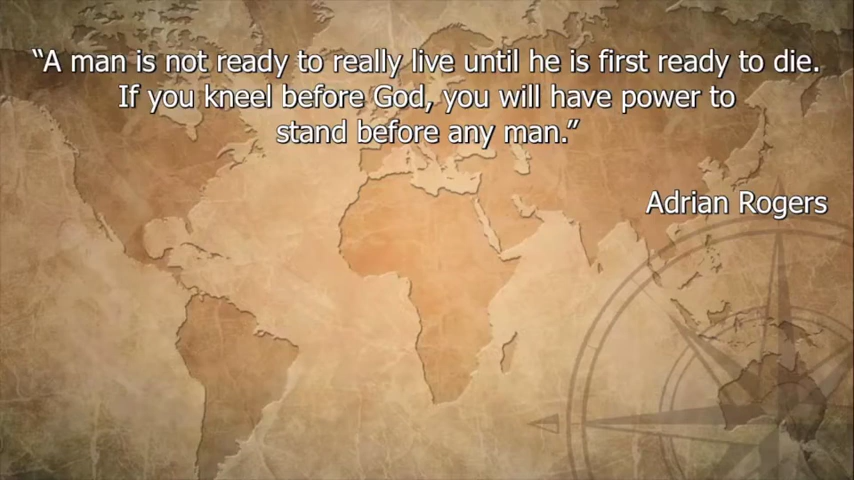 “A man is not ready to really live until he is first ready to die.
If you kneel before God, you will have power to
stand before any man.”
Adrian Rogers